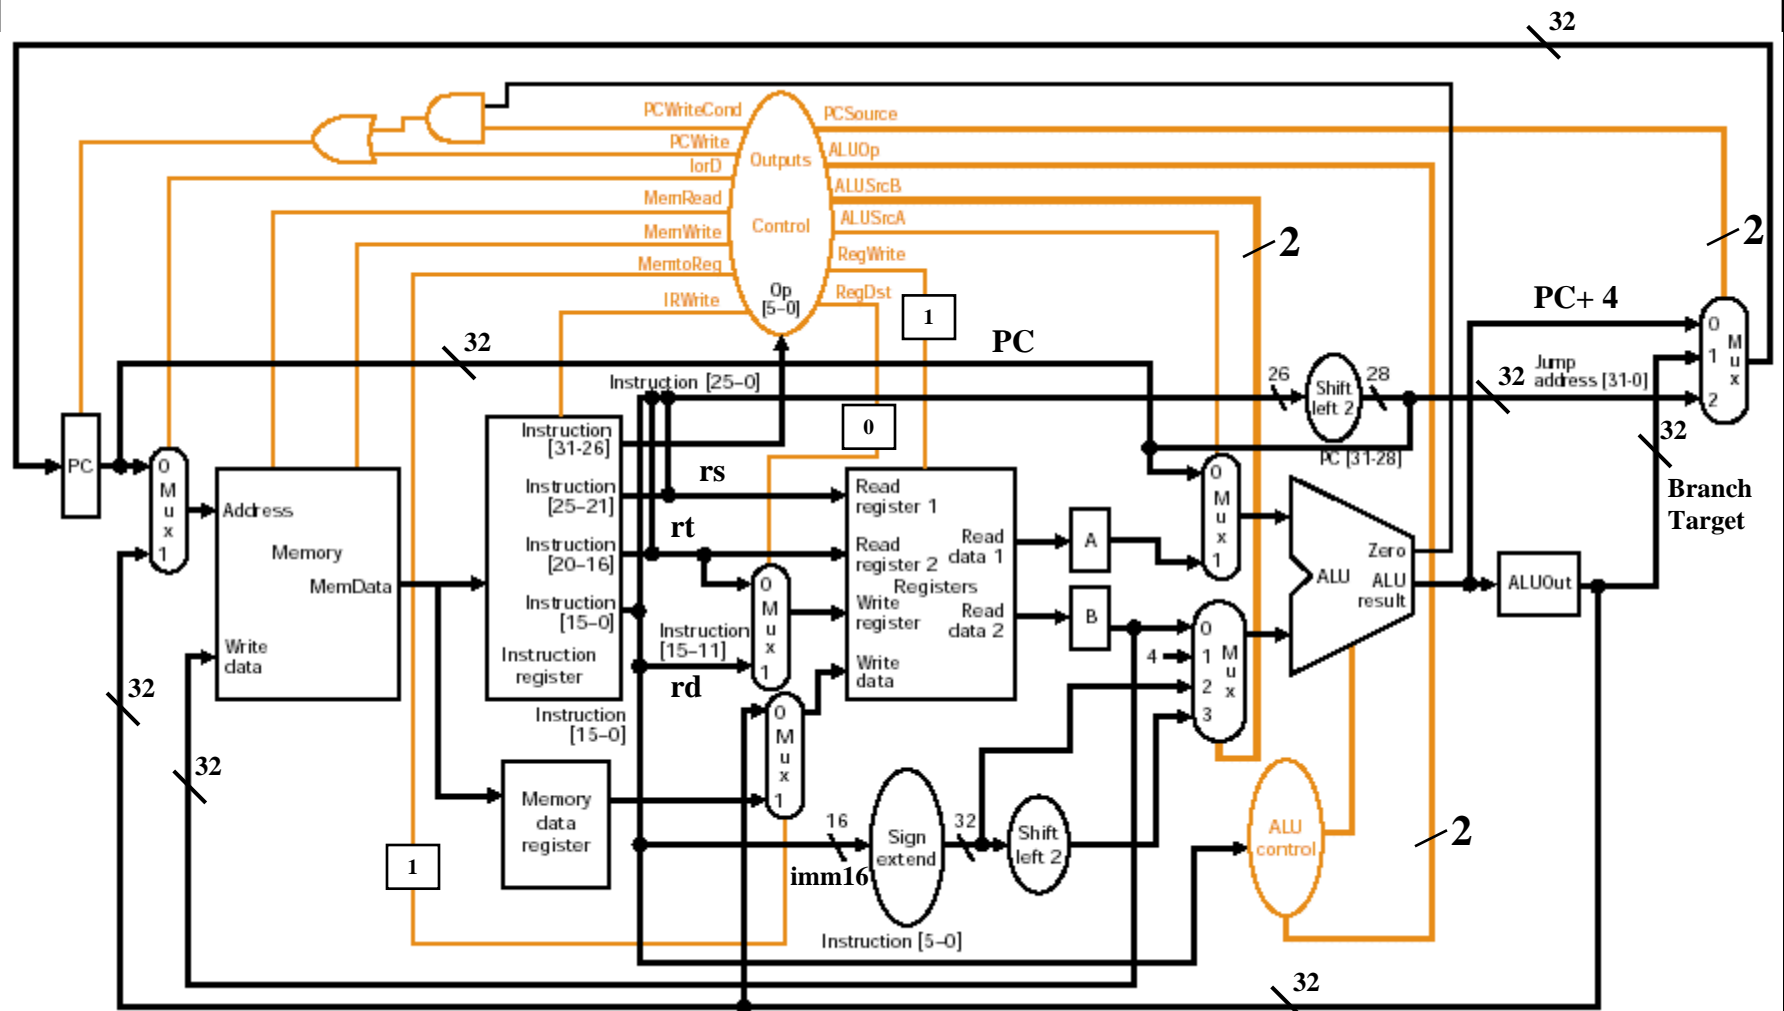 32
PCWriteCond
PCSource
PCWrite
ALUOp
IorD
Outputs
MemRead
ALUSrcB
ALUSrcA
Control
MemWrite
RegWrite
MemtoReg
RegDst
IRWrite
Op
[5-0]
2
2
1
PC+ 4
PC
32
Instruction [25-0]
26
Shift
left 2
28
32
Jump
address [31-0]
0
1
2
M
u
x
0
PC [31-28]
32
Branch
Target
PC
0
M
u
x
1
Address
Memory
MemData
Write
data
Instruction
[31-26]
Instruction
[25-21]
Instruction
[20-16]
Instruction
[15-0]
Instruction
register
rs
rt
Instruction
[15-11]
rd
0
M
u
x
1
Read
register 1
Read
register 2
Registers
Write
register
Write
data
Read
data 1
Read
data 2
A
B
4
0
M
u
x
1
0
1
2
3
M
u
x
Zero
ALU
ALU
result
ALUOut
32
32
Instruction
[15-0]
0
M
u
x
1
Memory
data
register
1
16
imm16
Sign
extend
32
Shift
left 2
ALU
control
2
Instruction [5-0]
32